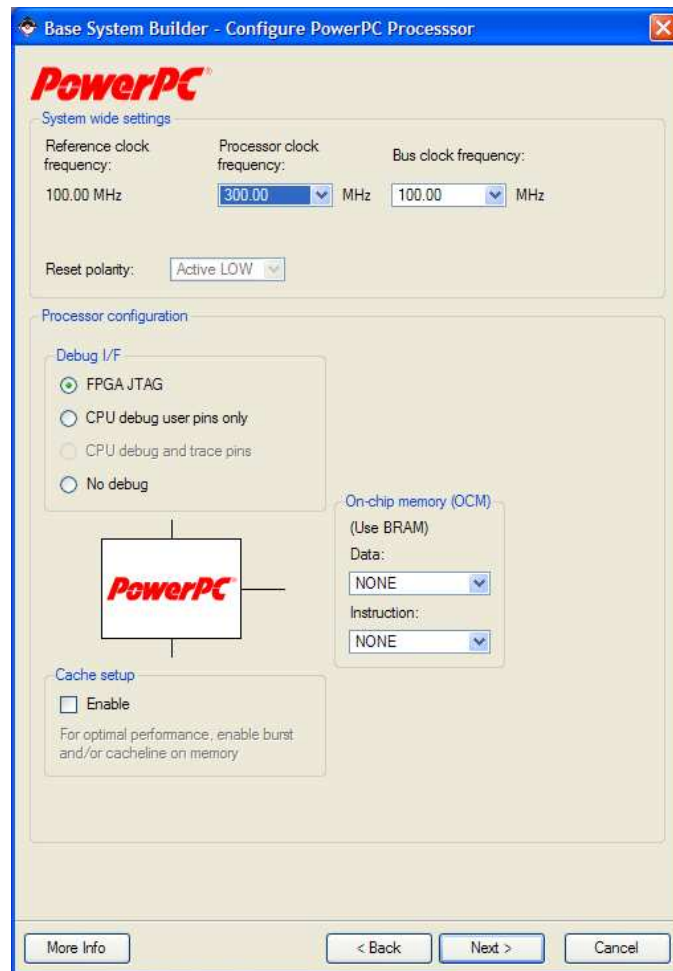 Base System Builder - Configure PowerPC Processsor
PowerPC®
System wide settings
Reference clock frequency:
Processor clock frequency:
Bus clock frequency:
100.00 MHz
300.00 MHz
100.00 MHz
Reset polarity: Active LOW
Processor configuration
Debug I/F
FPGA JTAG
CPU debug user pins only
CPU debug and trace pins
No debug
On-chip memory (OCM)
(Use BRAM)
Data:
NONE
Instruction:
NONE
PowerPC
Cache setup
Enable
For optimal performance, enable burst
and/or cacheline on memory
More Info
< Back
Next >
Cancel